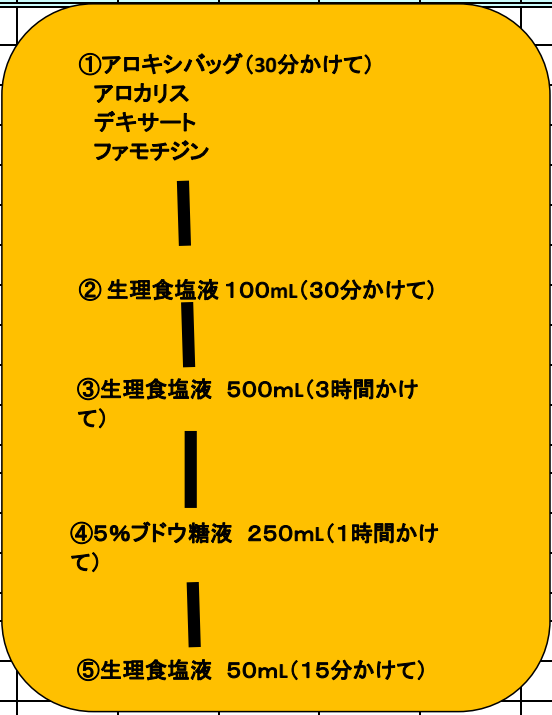 ①アロキシバッグ(30分かけて)
アロカリス
デキサート
ファモチジン
② 生理食塩液 100mL(30分かけて)
③生理食塩液　500mL(3時間かけ
て)
④5%ブドウ糖液　250mL(1時間かけ
て)
⑤生理食塩液　50mL(15分かけて)